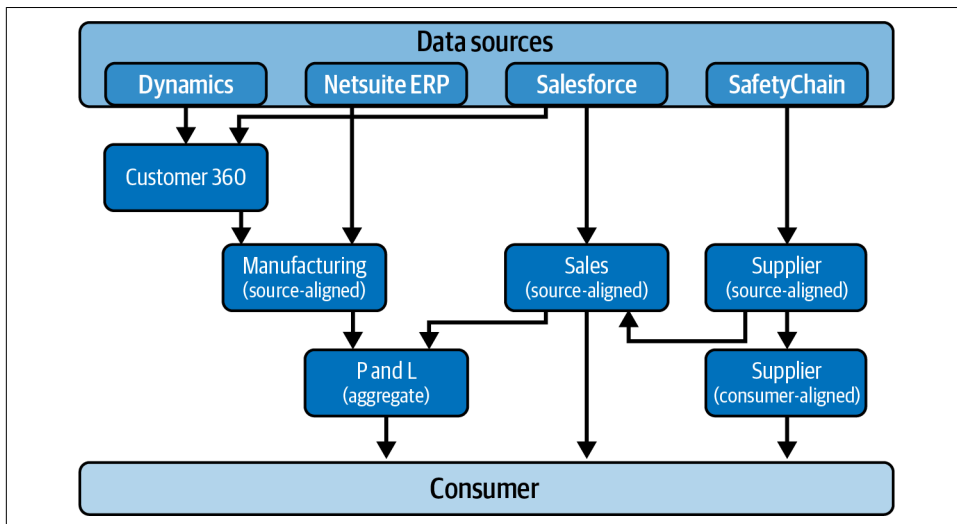 Data sources
Dynamics
Netsuite ERP
Salesforce
SafetyChain
Customer 360
Manufacturing
(source-aligned)
Sales
(source-aligned)
Supplier
(source-aligned)
P and L
(aggregate)
Supplier
(consumer-aligned)
Consumer